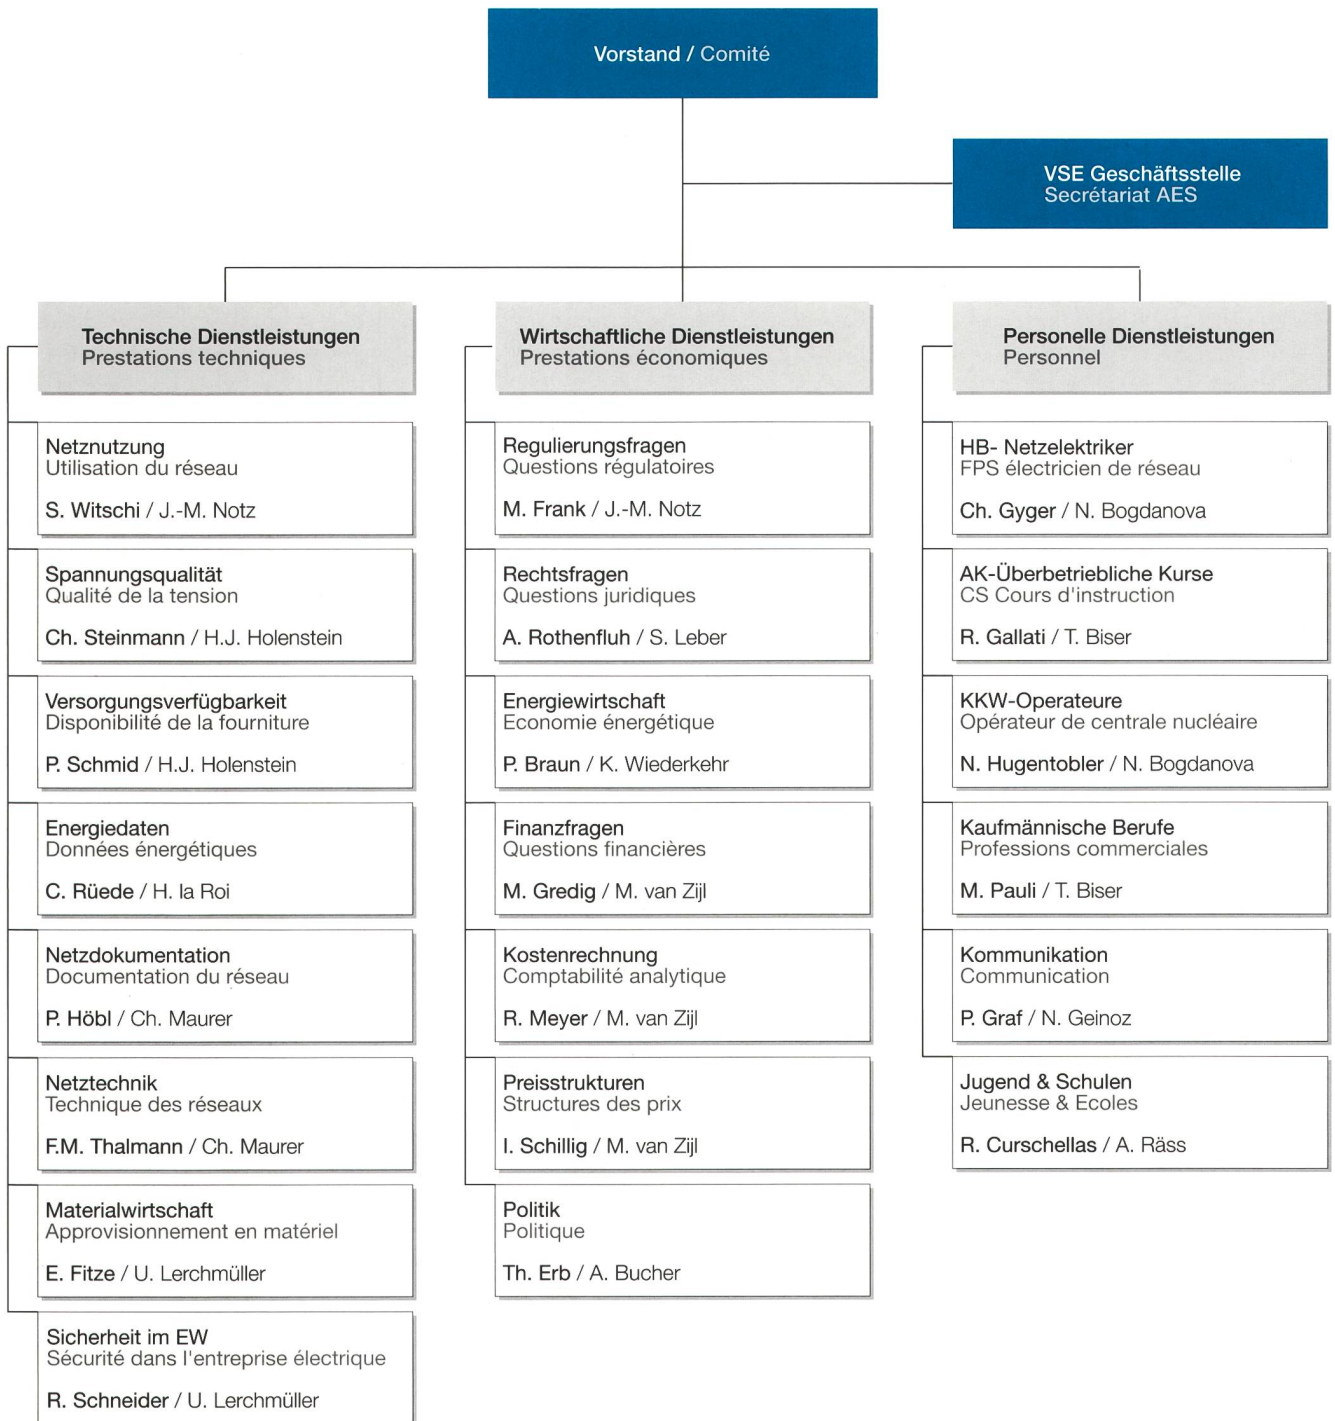 Vorstand / Comité
VSE Geschäftsstelle
Secrétariat AES
Technische Dienstleistungen
Prestations techniques
Netznutzung
Utilisation du réseau
S. Witschi / J.-M. Notz
Spannungsqualität
Qualité de la tension
Ch. Steinmann / H.J. Holenstein
Versorgungsverfügbarkeit
Disponibilité de la fourniture
P. Schmid / H.J. Holenstein
Energiedaten
Données énergétiques
C. Rüede / H. la Roi
Netzdokumentation
Documentation du réseau
P. Höbl / Ch. Maurer
Netztechnik
Technique des réseaux
F.M. Thalmann / Ch. Maurer
Materialwirtschaft
Approvisionnement en matériel
E. Fitze / U. Lerchmüller
Sicherheit im EW
Sécurité dans l'entreprise électrique
R. Schneider / U. Lerchmüller
Wirtschaftliche Dienstleistungen
Prestations économiques
Regulierungsfragen
Questions régulatoires
M. Frank / J.-M. Notz
Rechtsfragen
Questions juridiques
A. Rothenfluh / S. Leber
Energiewirtschaft
Economie énergétique
P. Braun / K. Wiederkehr
Finanzfragen
Questions financières
M. Gredig / M. van Zijl
Kostenrechnung
Comptabilité analytique
R. Meyer / M. van Zijl
Preisstrukturen
Structures des prix
I. Schillig / M. van Zijl
Politik
Politique
Th. Erb / A. Bucher
Personelle Dienstleistungen
Personnel
HB- Netzelektriker
FPS électricien de réseau
Ch. Gyger / N. Bogdanova
AK-Überbetriebliche Kurse
CS Cours d'instruction
R. Gallati / T. Biser
KKW-Operateure
Opérateur de centrale nucléaire
N. Hugentobler / N. Bogdanova
Kaufmännische Berufe
Professions commerciales
M. Pauli / T. Biser
Kommunikation
Communication
P. Graf / N. Geinoz
Jugend & Schulen
Jeunesse & Ecoles
R. Curschellas / A. Räss